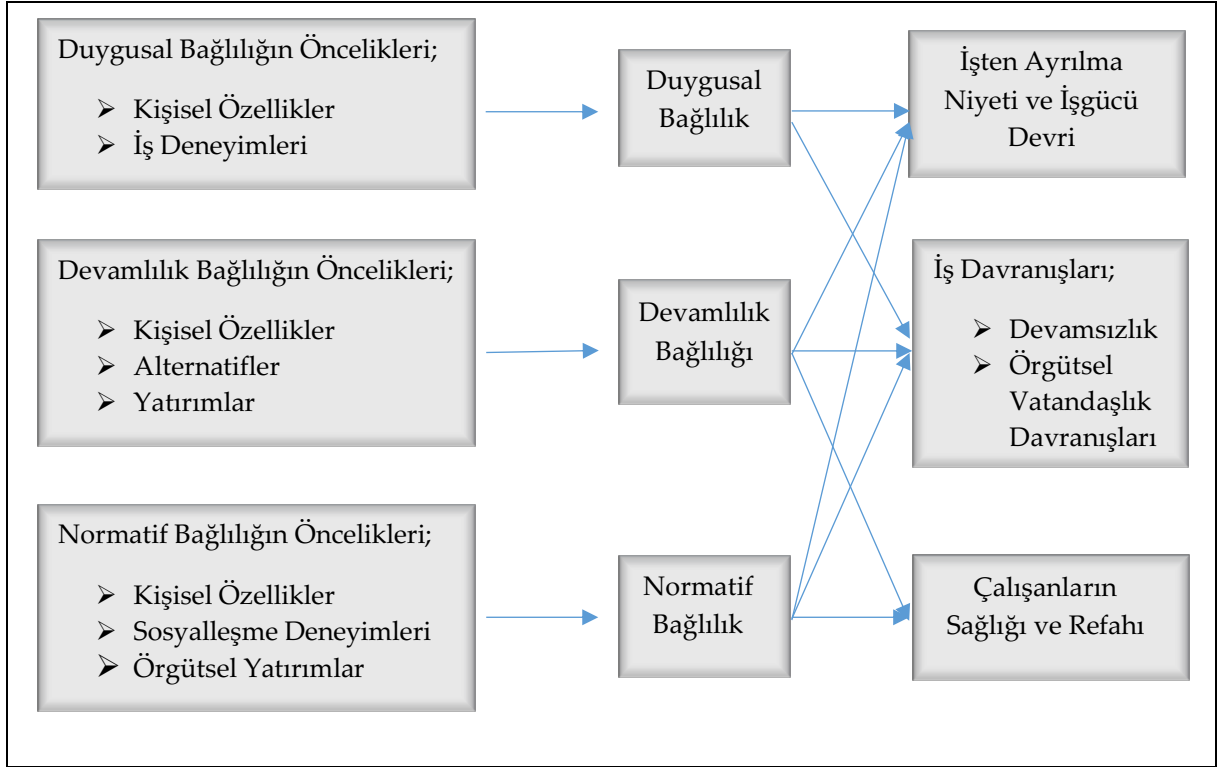 Duygusal Bağlılığın Öncelikleri;
➢ Kişisel Özellikler
➢ İş Deneyimleri
Duygusal
Bağlılık
İşten Ayrılma
Niyeti ve İşgücü
Devri
Devamlılık Bağlılığın Öncelikleri;
➢ Kişisel Özellikler
➢ Alternatifler
➢ Yatırımlar
Devamlılık
Bağlılığı
İş Davranışları;
➢ Devamsızlık
➢ Örgütsel
Vatandaşlık
Davranışları
Normatif Bağlılığın Öncelikleri;
➢ Kişisel Özellikler
➢ Sosyalleşme Deneyimleri
➢ Örgütsel Yatırımlar
Normatif
Bağlılık
Çalışanların
Sağlığı ve Refahı